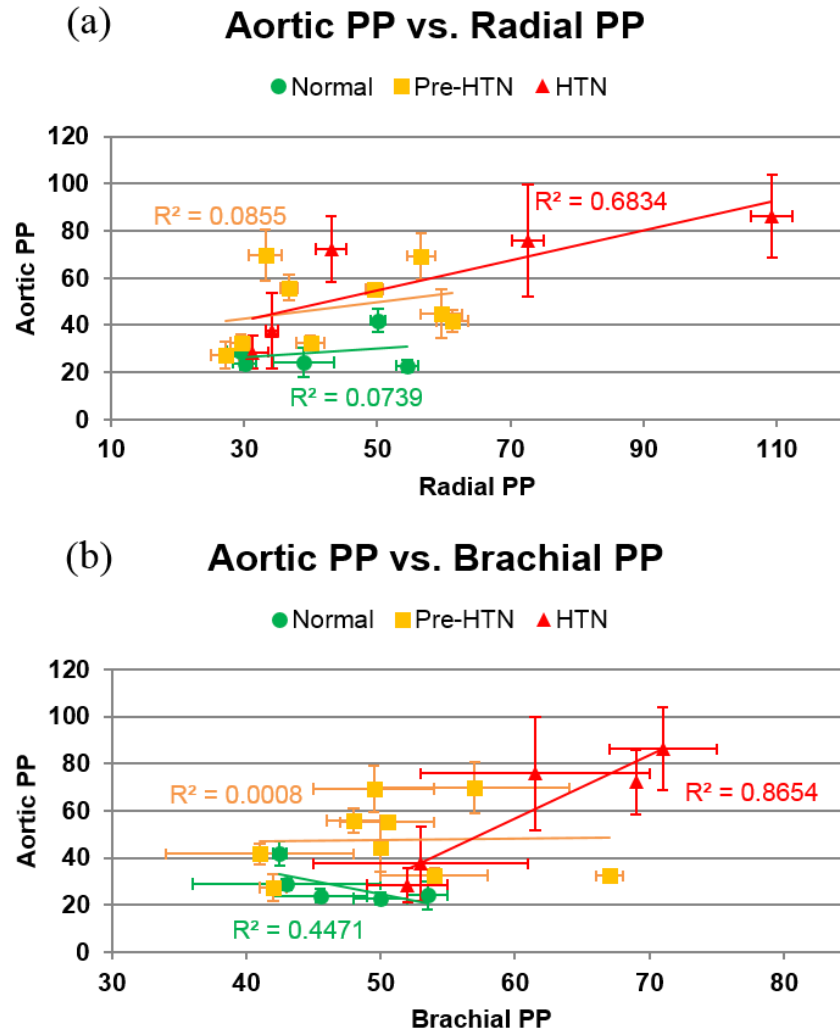 (a) Aortic PP vs. Radial PP
Normal Pre-HTN HTN
120
100
80
60
40
20
0
Aortic PP
R² = 0.0855
R² = 0.6834
R² = 0.0739
10 30 50 70 90 110
Radial PP
(b) Aortic PP vs. Brachial PP
Normal Pre-HTN HTN
120
100
80
60
40
20
0
Aortic PP
R² = 0.0008
R² = 0.8654
R² = 0.4471
30 40 50 60 70 80
Brachial PP